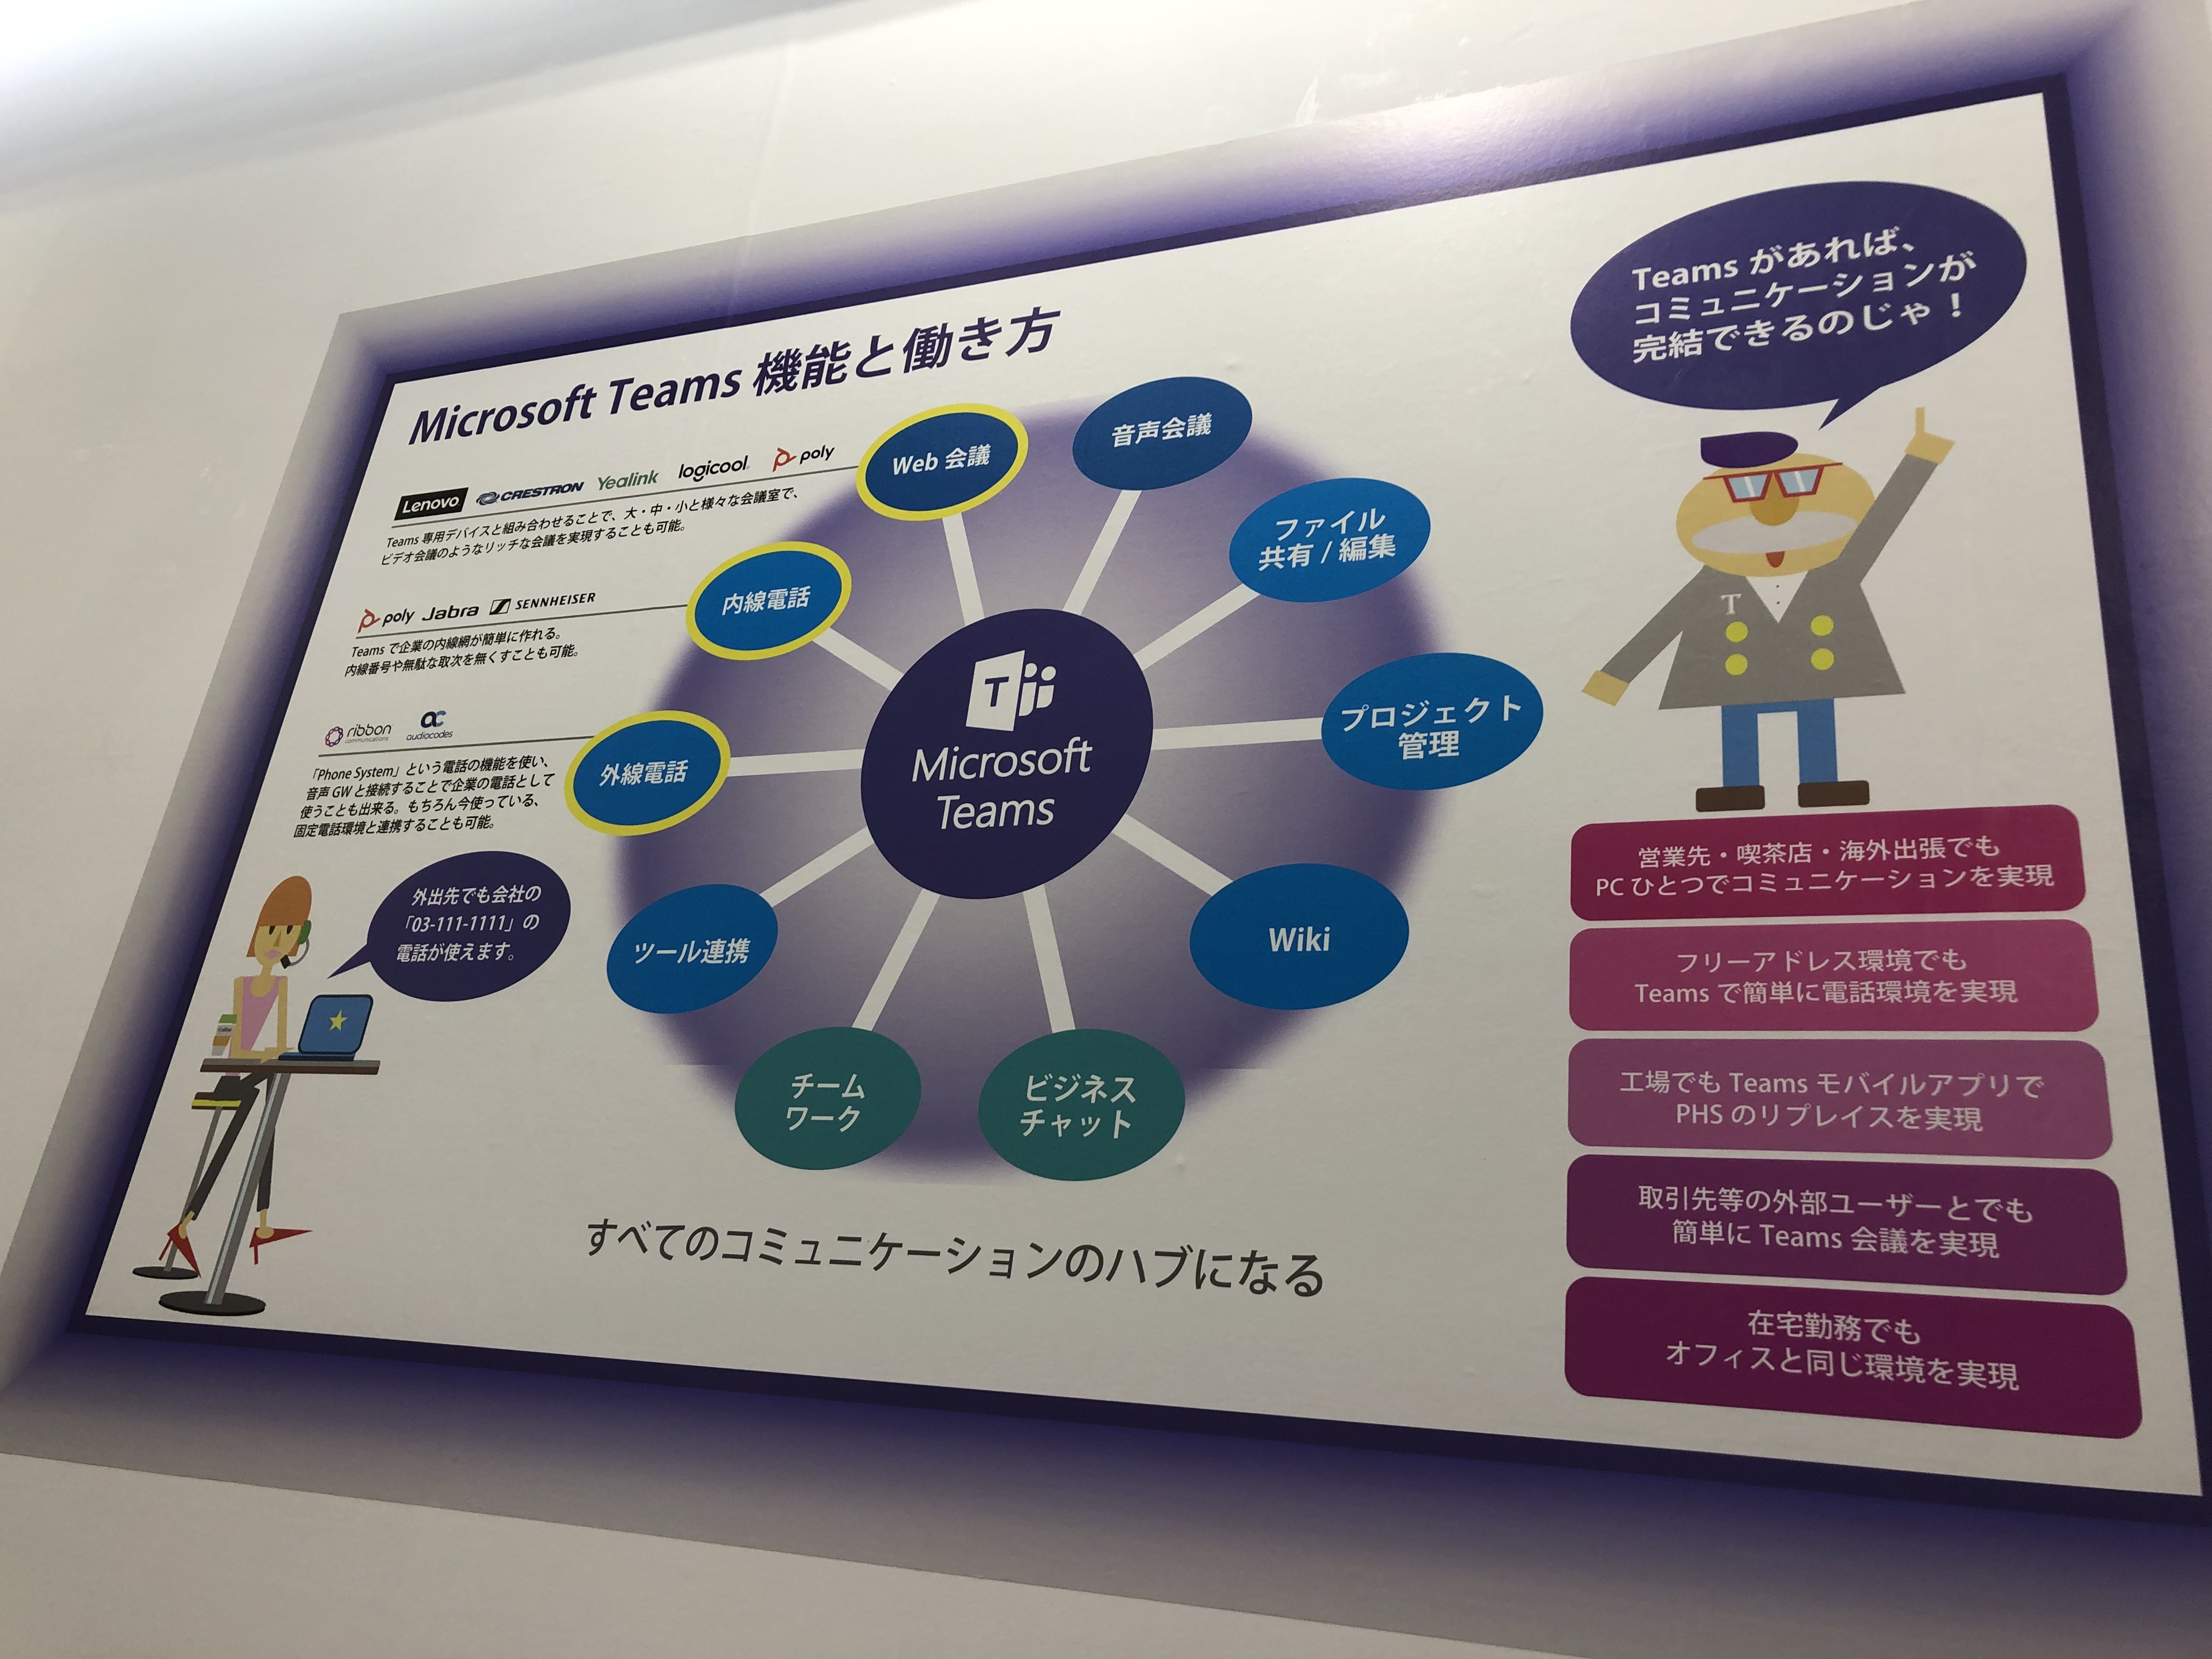 Microsoft Teams 機能と働き方
Lenovo CRESTRON Yealink logicool poly
Teams 専用デバイスと組み合わせることで、大・中・小と様々な会議室で、
ビデオ会議のようなリッチな会議を実現することも可能。
poly Jabra SENNHEISER
Teams で企業の内線網が簡単に作れる。
内線番号や無駄な取次を無くすことも可能。
ribbon communications
AC audiocodes
「Phone System」という電話の機能を使い、
音声 GW と接続することで企業の電話として
使うことも出来る。もちろん今使っている、
固定電話環境と連携することも可能。
外出先でも会社の
「03-111-1111」の
電話が使えます。
Web 会議
音声会議
ファイル
共有 / 編集
プロジェクト
管理
Wiki
ビジネス
チャット
チーム
ワーク
ツール連携
外線電話
内線電話
T
Microsoft
Teams
すべてのコミュニケーションのハブになる
Teams があれば、
コミュニケーションが
完結できるのじゃ！
T
営業先・喫茶店・海外出張でも
PC ひとつでコミュニケーションを実現
フリーアドレス環境でも
Teams で簡単に電話環境を実現
工場でも Teams モバイルアプリで
PHS のリプレイスを実現
取引先等の外部ユーザーとでも
簡単に Teams 会議を実現
在宅勤務でも
オフィスと同じ環境を実現